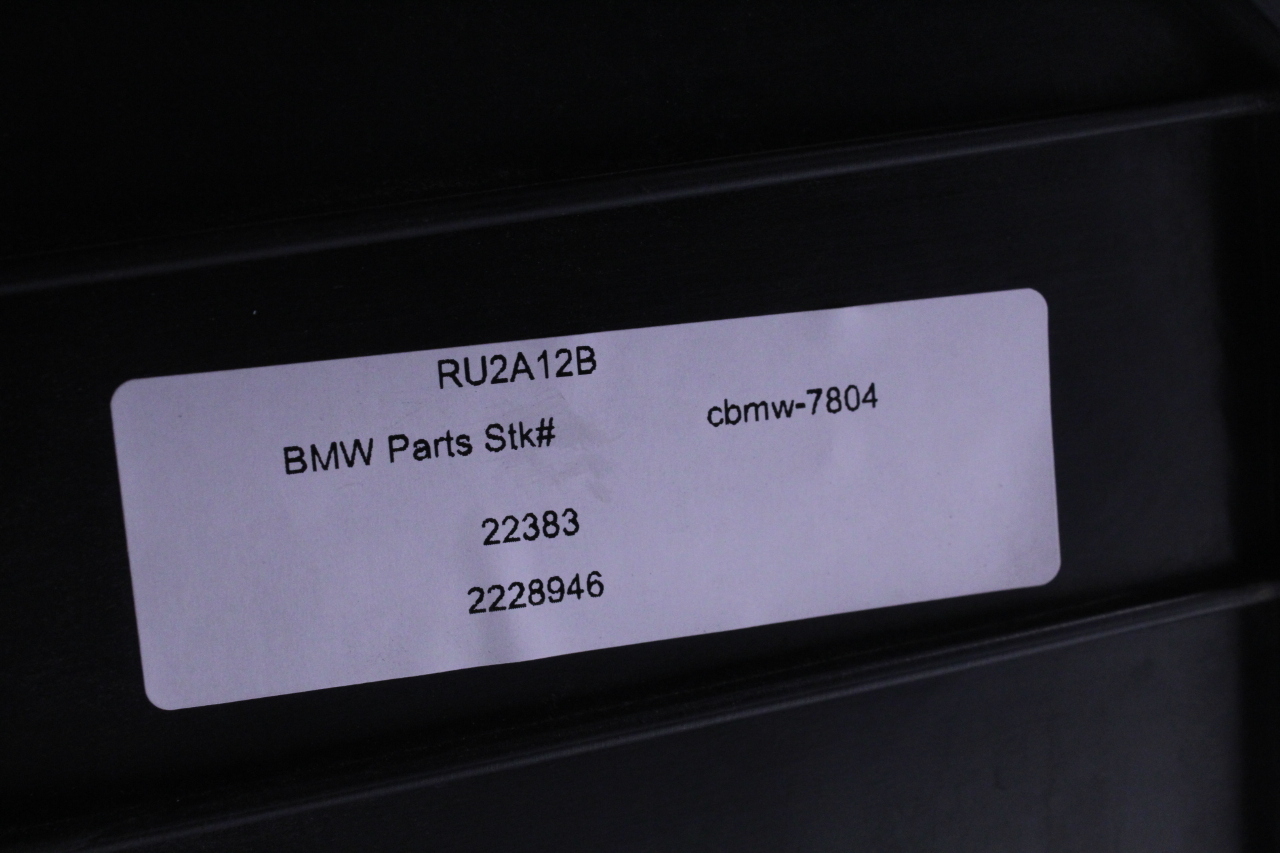 RU2A12B
BMW Parts Stk# cbmw-7804
22383
2228946